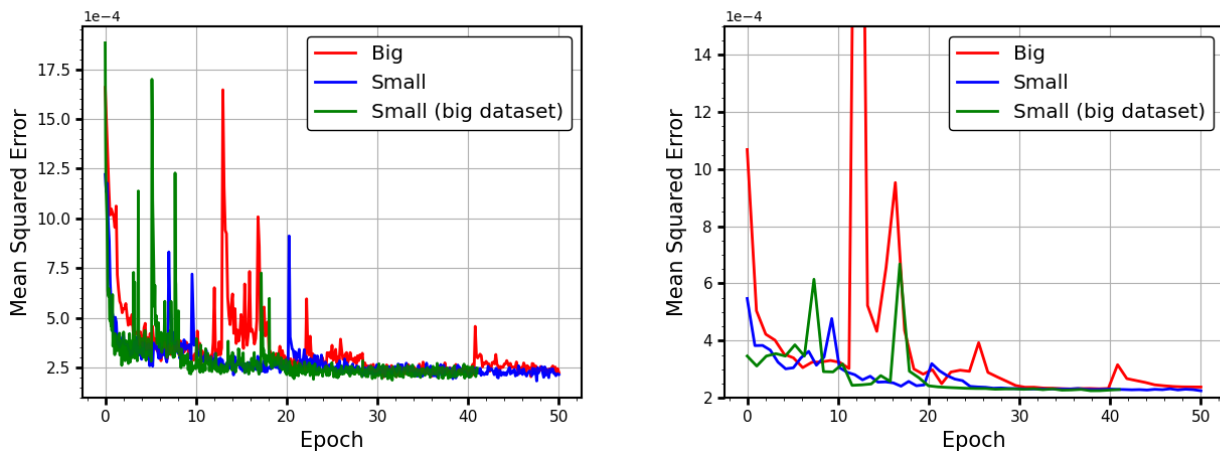 1e−4
Mean Squared Error
17.5
15.0
12.5
10.0
7.5
5.0
2.5
0
10
20
30
40
50
Epoch
Big
Small
Small (big dataset)
1e−4
Mean Squared Error
14
12
10
8
6
4
2
0
10
20
30
40
50
Epoch
Big
Small
Small (big dataset)